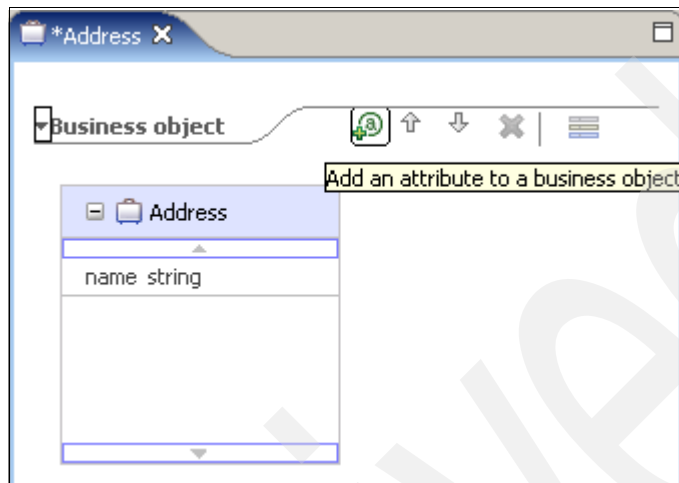 *Address
Business object
Add an attribute to a business object
Address
name string